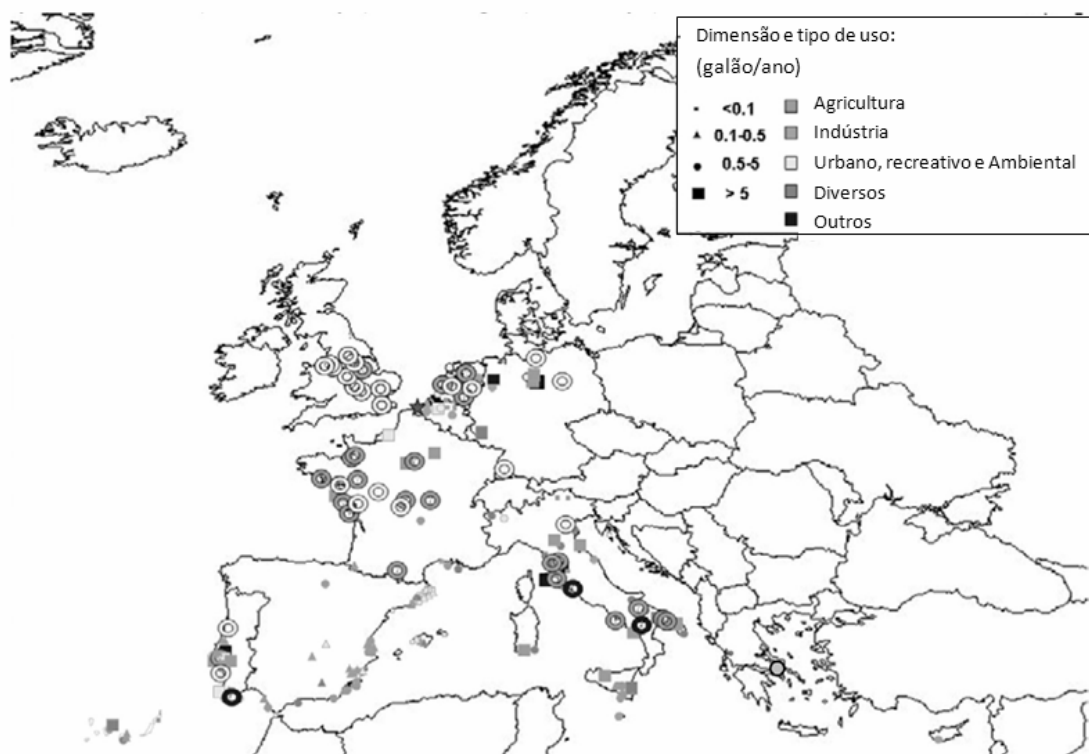 Dimensão e tipo de uso:
(galão/ano)
<0.1 Agricultura
0.1-0.5 Indústria
0.5-5 Urbano, recreativo e Ambiental
> 5 Diversos
Outros